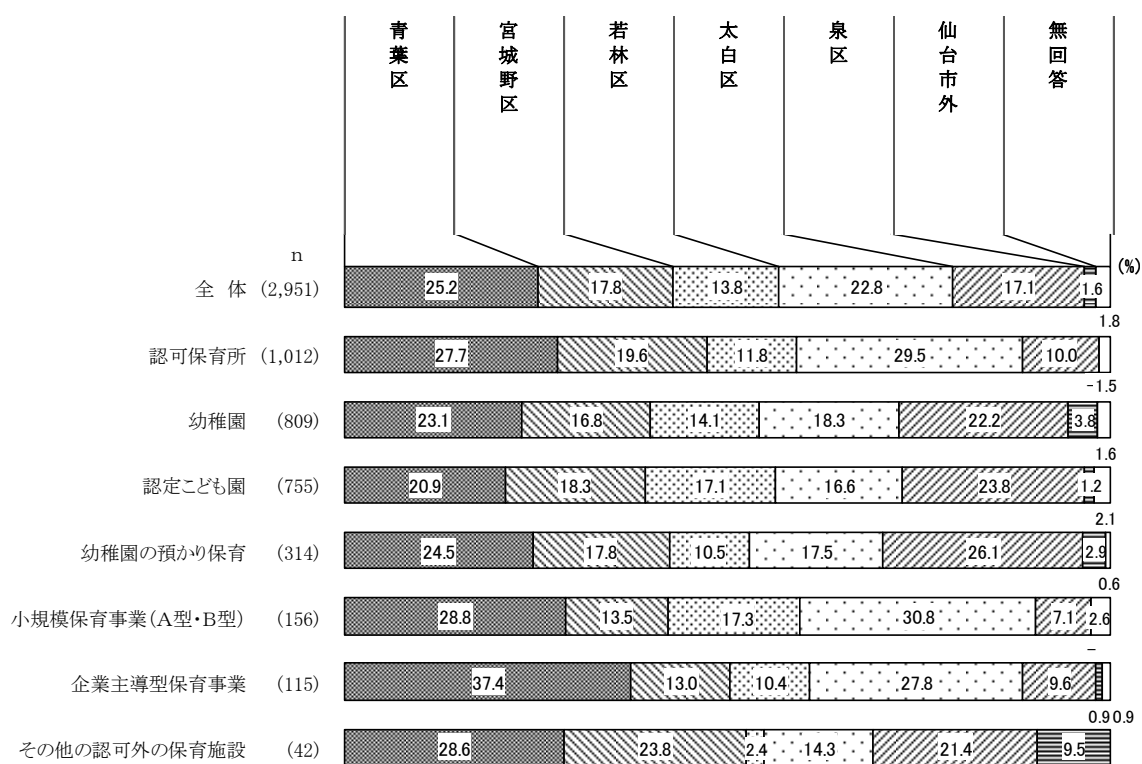 青葉区
宮城野区
若林区
太白区
泉区
仙台市外
無回答
n
(%)
全 体 (2,951) 25.2 17.8 13.8 22.8 17.1 1.6
1.8
認可保育所 (1,012) 27.7 19.6 11.8 29.5 10.0
-1.5
幼稚園 (809) 23.1 16.8 14.1 18.3 22.2 3.8
1.6
認定こども園 (755) 20.9 18.3 17.1 16.6 23.8 1.2
2.1
幼稚園の預かり保育 (314) 24.5 17.8 10.5 17.5 26.1 2.9
0.6
小規模保育事業(A型・B型) (156) 28.8 13.5 17.3 30.8 7.1 2.6
-
企業主導型保育事業 (115) 37.4 13.0 10.4 27.8 9.6
0.9 0.9
その他の認可外の保育施設 (42) 28.6 23.8 2.4 14.3 21.4 9.5